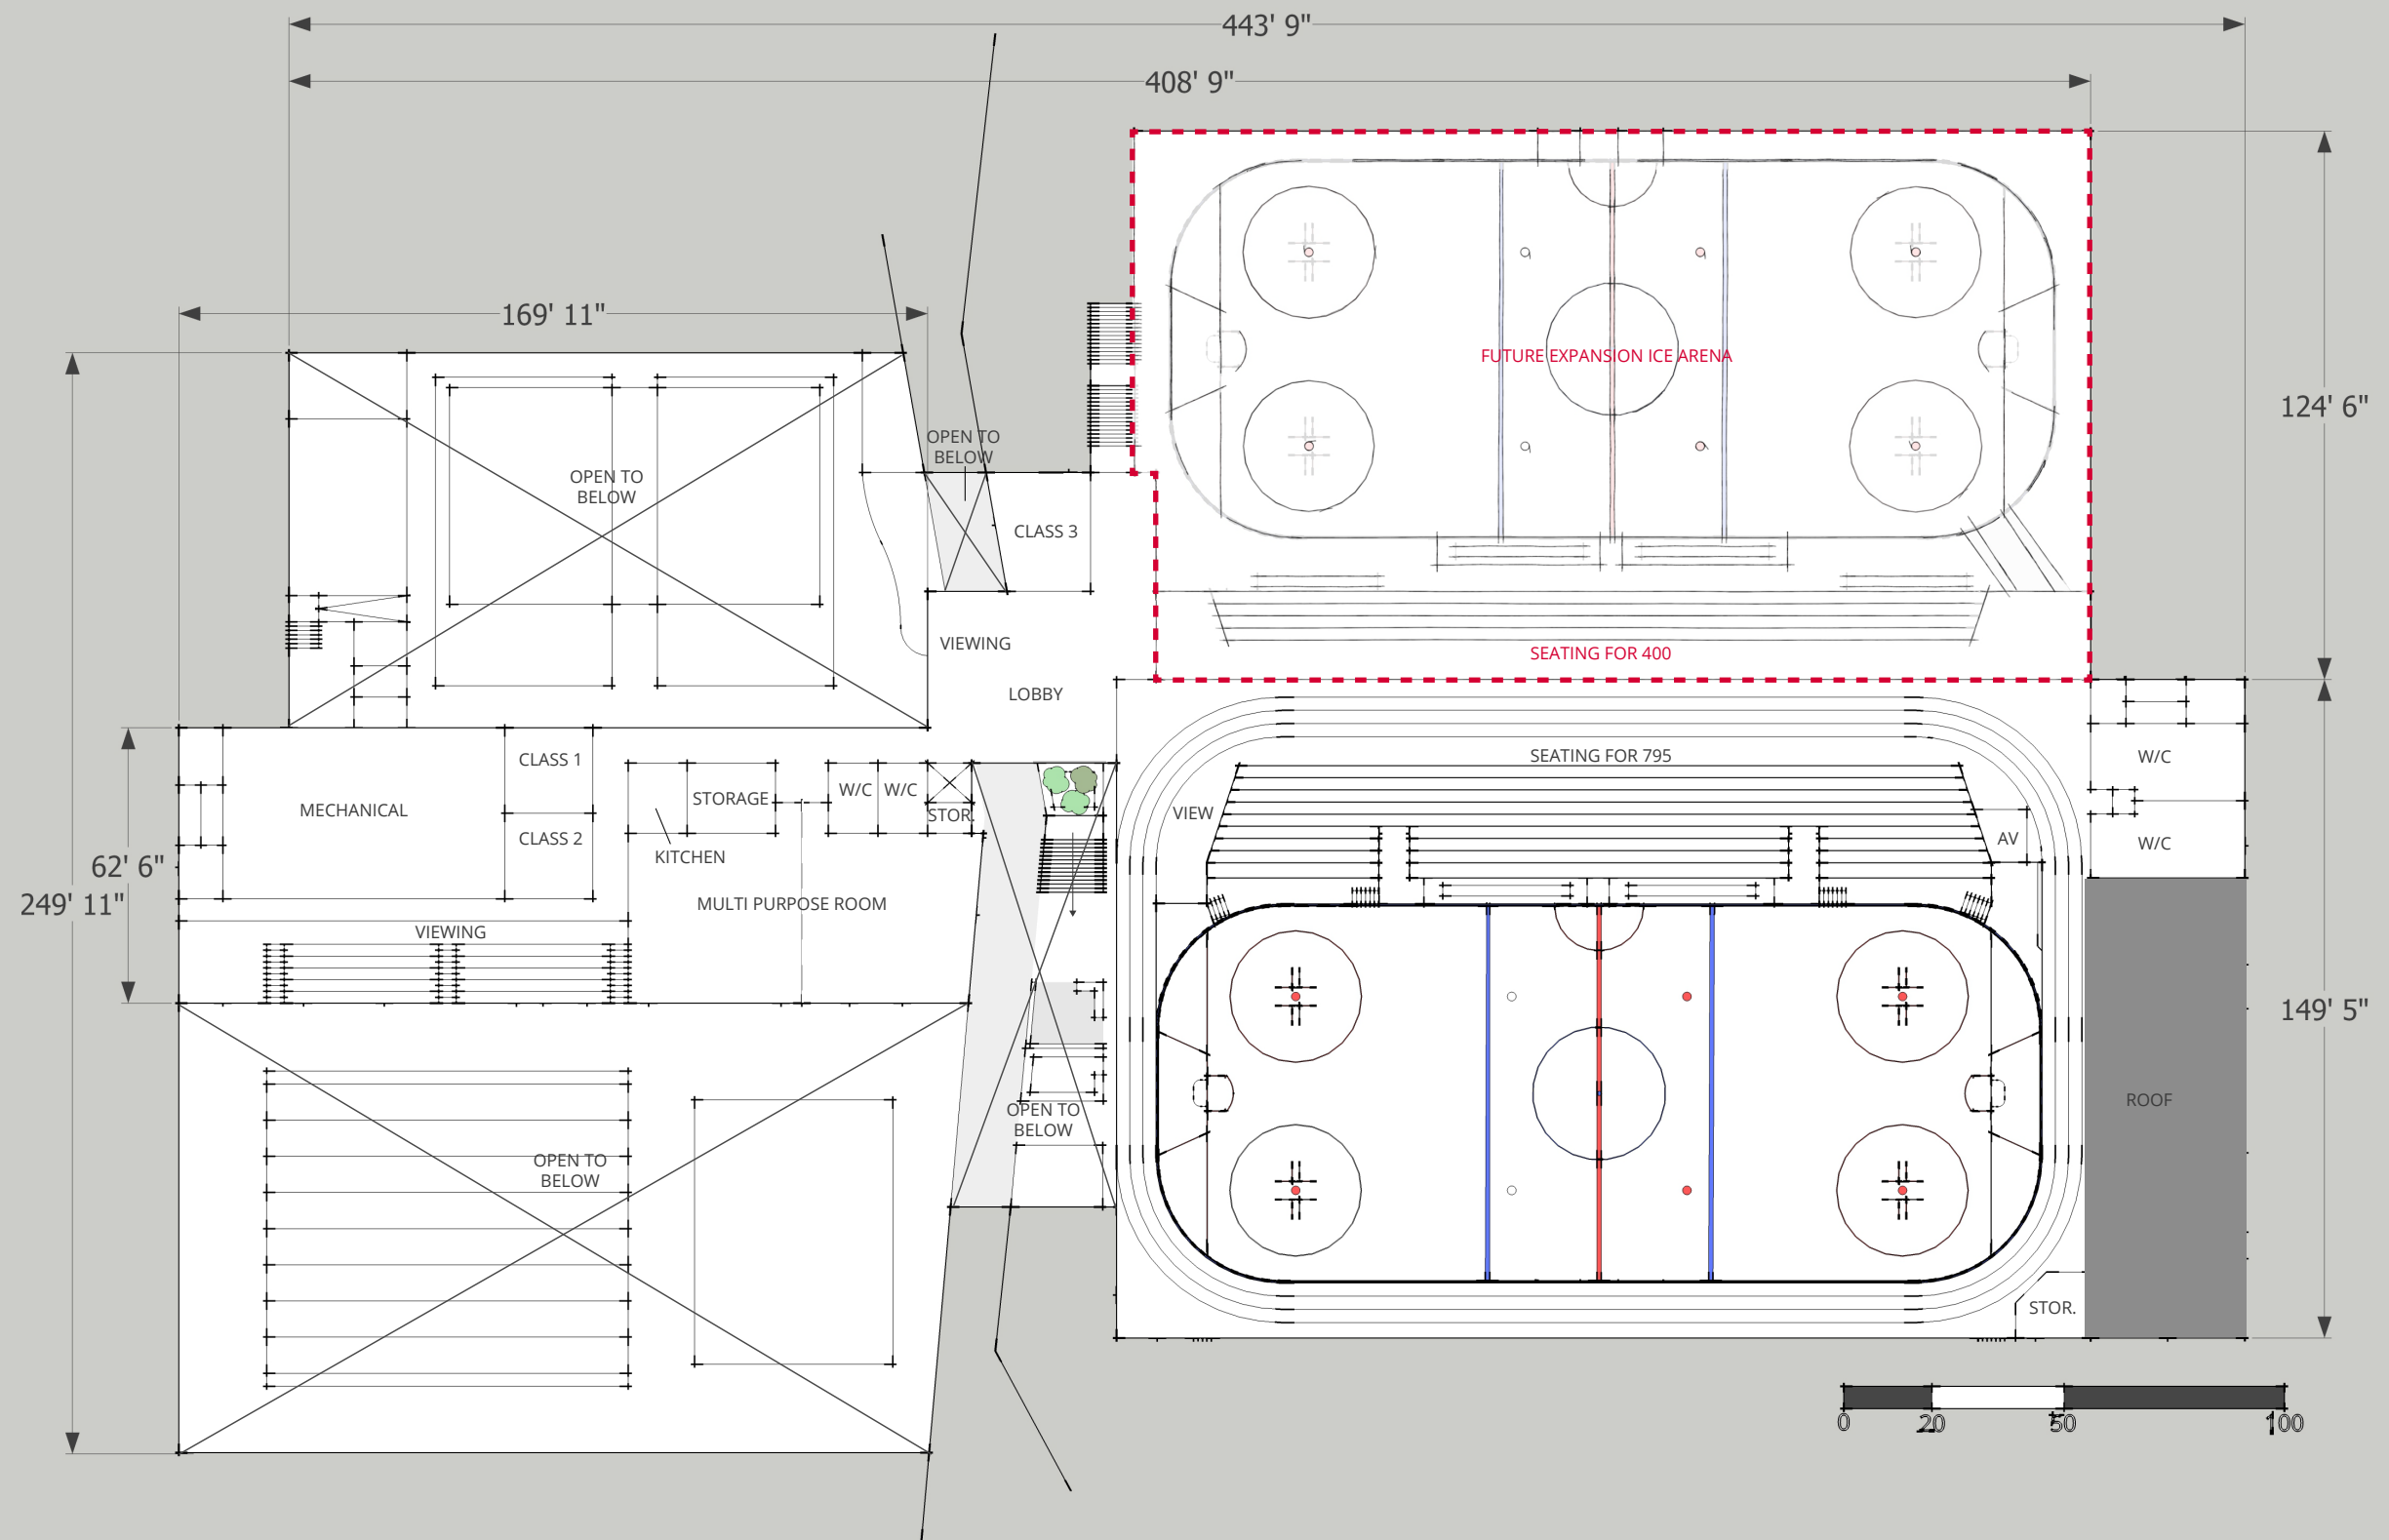 443' 9"
408' 9"
169' 11"
124' 6"
FUTURE EXPANSION ICE ARENA
OPEN TO
BELOW
OPEN TO
BELOW
CLASS 3
VIEWING
SEATING FOR 400
LOBBY
CLASS 1
SEATING FOR 795
W/C
MECHANICAL
STORAGE
W/C
W/C
STOR.
VIEW
CLASS 2
AV
W/C
KITCHEN
62' 6"
249' 11"
MULTI PURPOSE ROOM
VIEWING
149' 5"
ROOF
OPEN TO
BELOW
OPEN TO
BELOW
STOR.
0 20 50 100